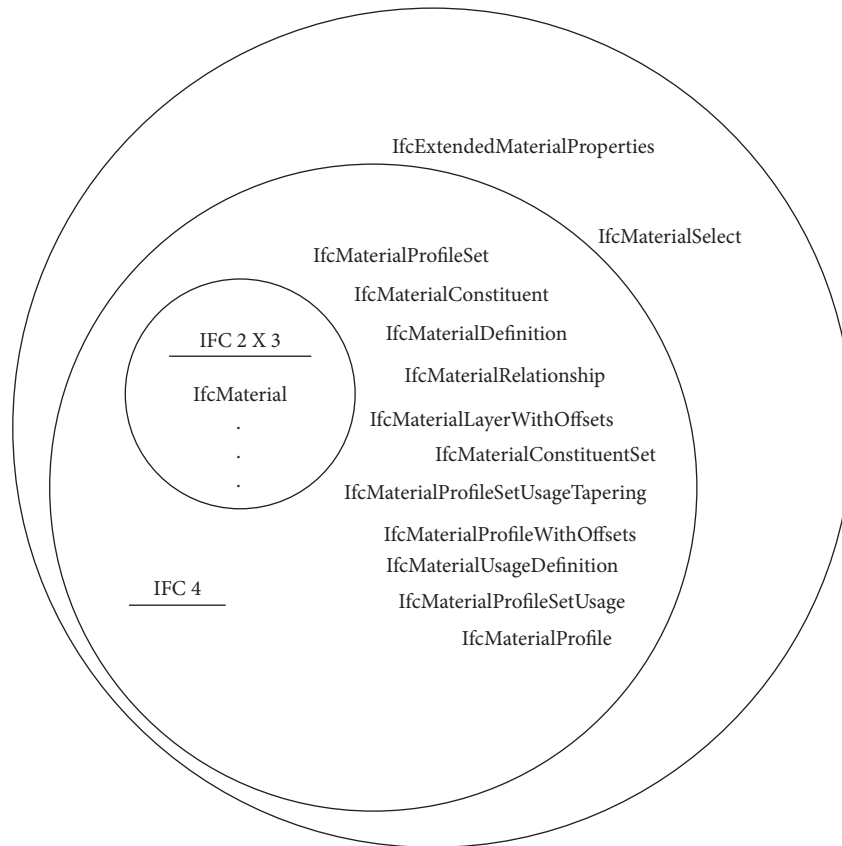 IfcExtendedMaterialProperties
IfcMaterialSelect
IfcMaterialProfileSet
IfcMaterialConstituent
IfcMaterialDefinition
IFC 2 X 3
IfcMaterialRelationship
IfcMaterial
IfcMaterialLayerWithOffsets
.
IfcMaterialConstituentSet
.
.
IfcMaterialProfileSetUsageTapering
IfcMaterialProfileWithOffsets
IfcMaterialUsageDefinition
IFC 4
IfcMaterialProfileSetUsage
IfcMaterialProfile